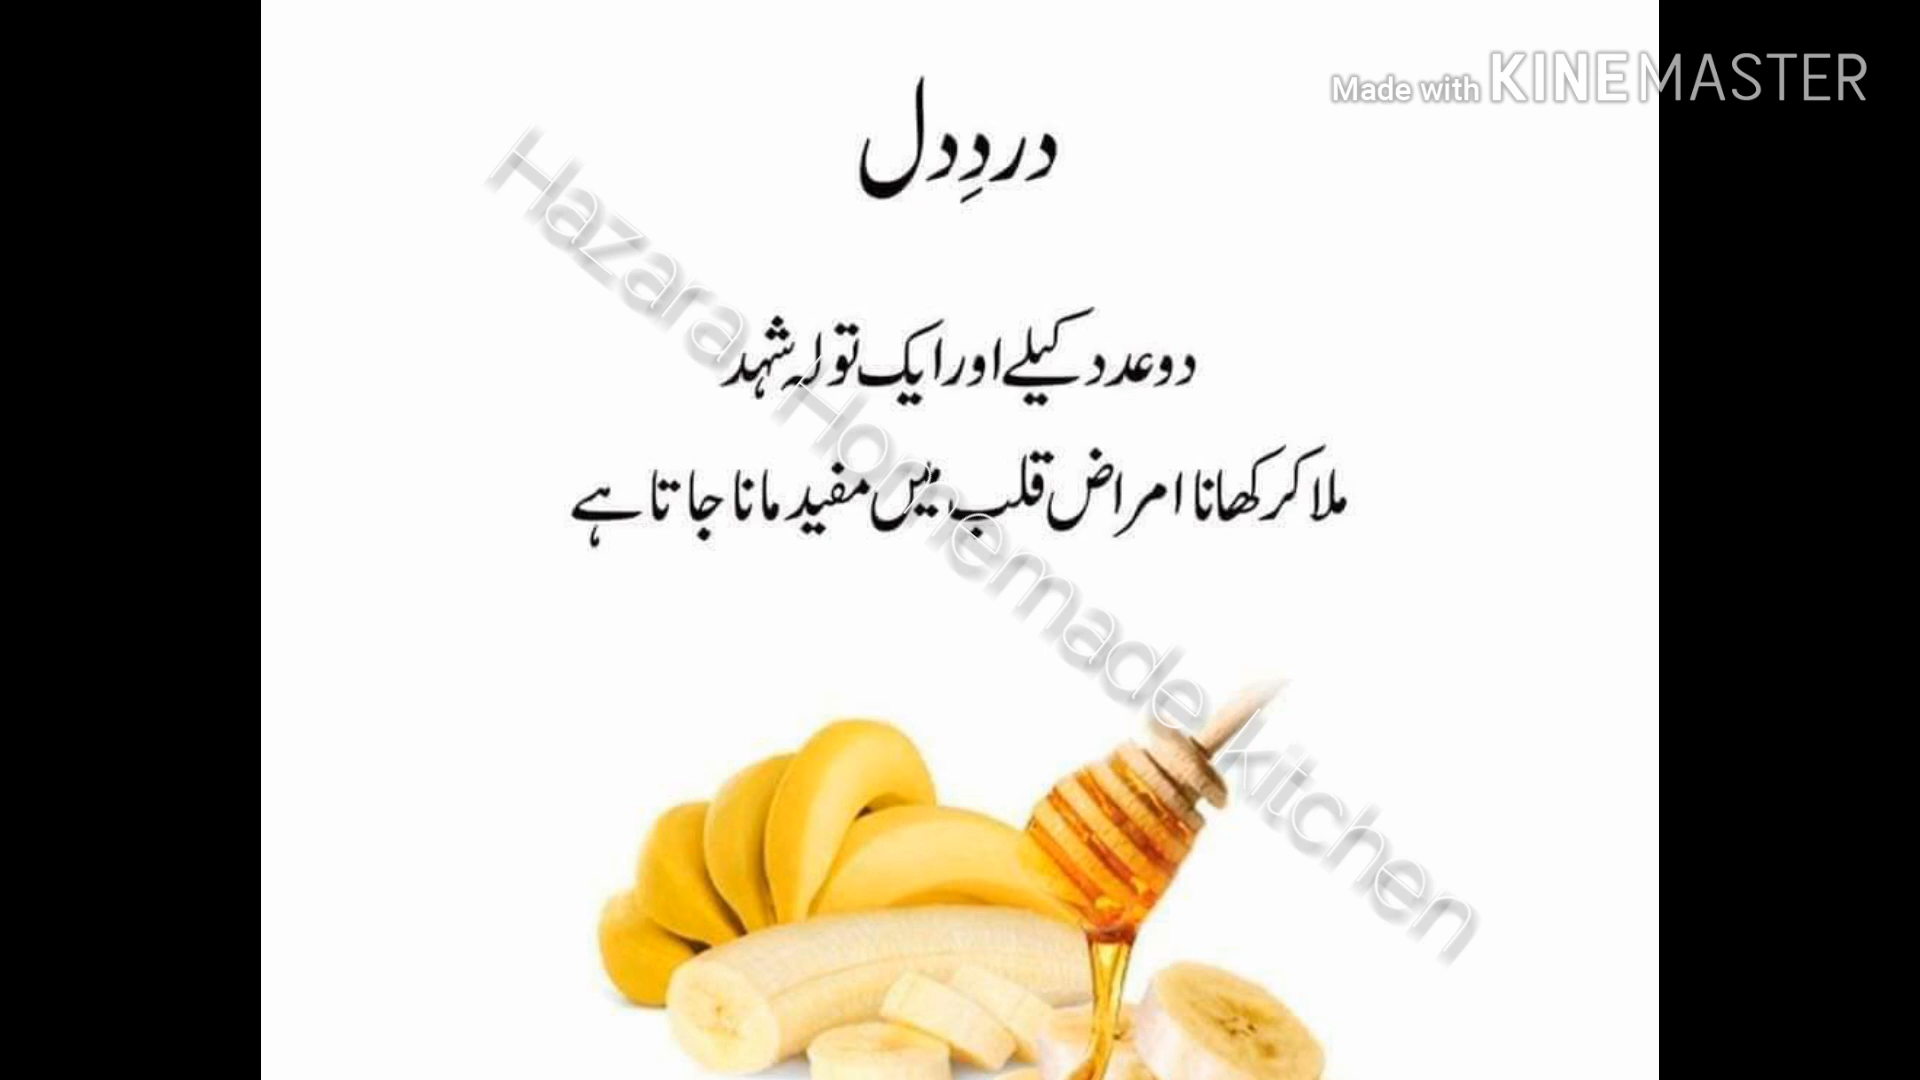 Made with KINEMASTER
دردِ دل
دو عدد کیلے اور ایک تولہ شہد
ملا کر کھانا امراض قلب میں مفید مانا جاتا ہے
Hazara Homemade kitchen